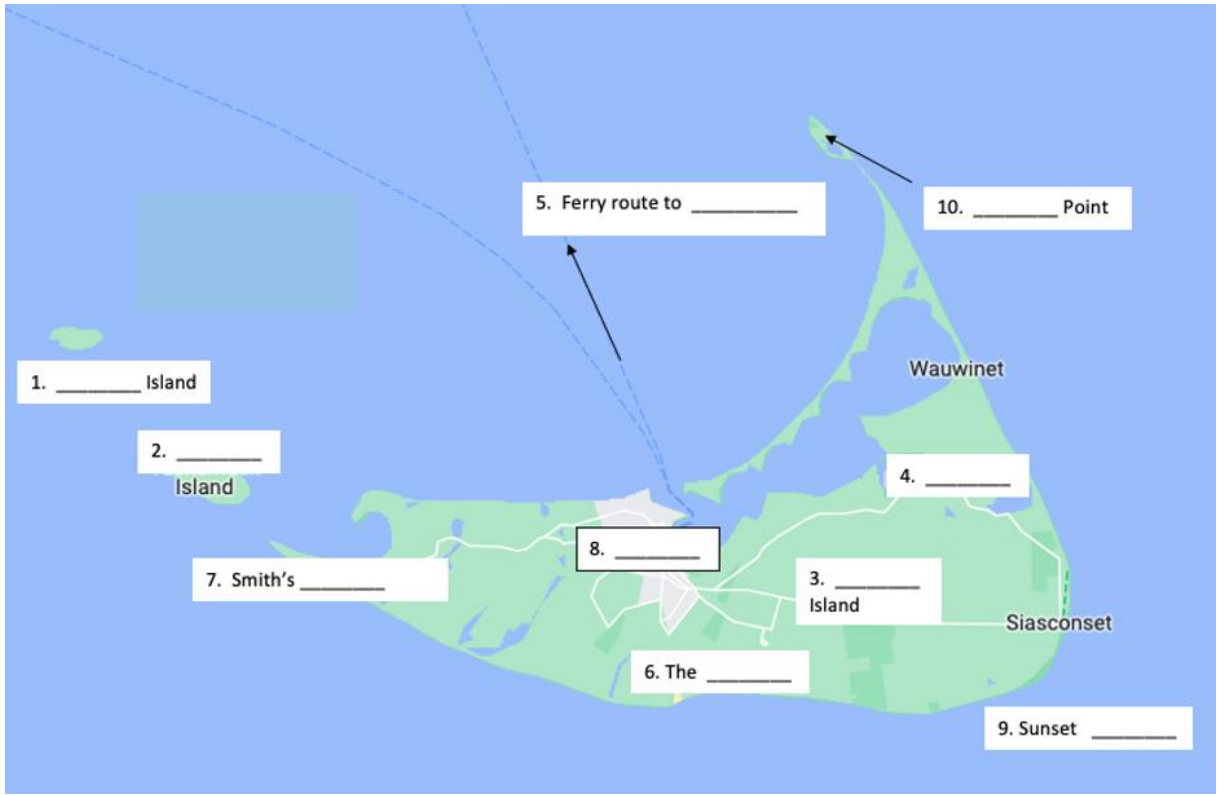 5. Ferry route to __________
10. ________ Point
Wauwinet
1. ________ Island
2. ________
Island
4. ________
8. ________
7. Smith’s ________
3. ________
Island
Siasconset
6. The ________
9. Sunset ________